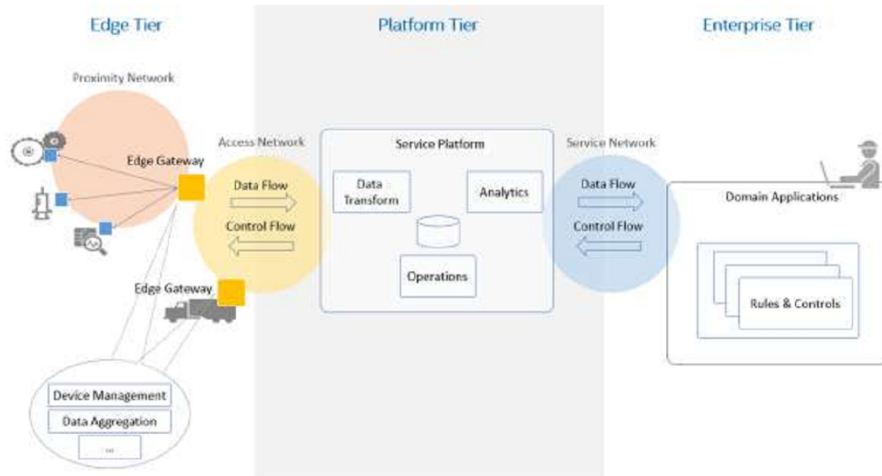 Edge Tier
Platform Tier
Enterprise Tier
Proximity Network
Access Network
Service Network
Edge Gateway
Data Flow
Control Flow
Edge Gateway
Device Management
Data Aggregation
...
Service Platform
Data
Transform
Analytics
Operations
Data Flow
Control Flow
Domain Applications
Rules & Controls